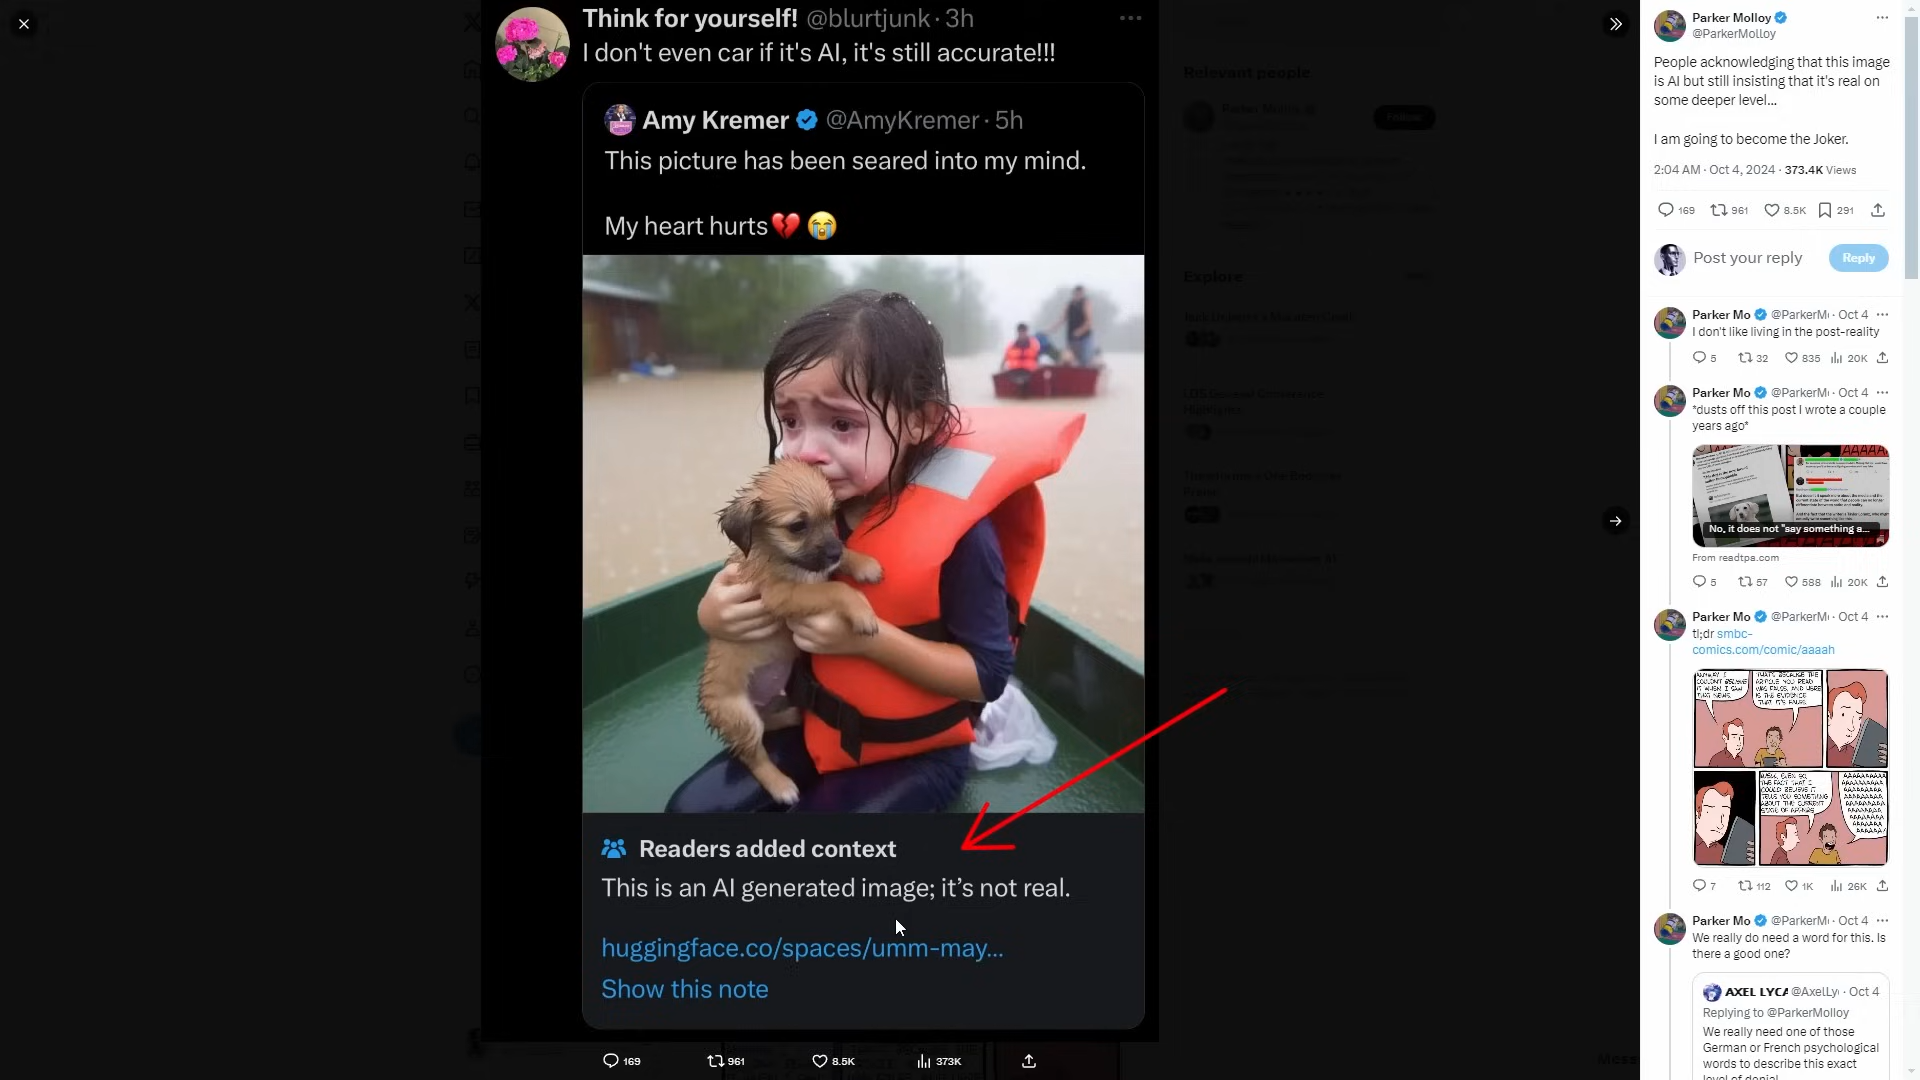 Think for yourself! @blurtjunk · 3h
I don't even car if it's AI, it's still accurate!!!
Amy Kremer @AmyKremer · 5h
This picture has been seared into my mind.
My heart hurts💔😭
Readers added context
This is an AI generated image; it’s not real.
huggingface.co/spaces/umm-may...
Show this note
169 961 8.5K 373K
Relevant people
Follow
Explore
Parker Molloy
@ParkerMolloy
People acknowledging that this image
is AI but still insisting that it's real on
some deeper level...
I am going to become the Joker.
2:04 AM · Oct 4, 2024 · 373.4K Views
169 961 8.5K 291
Post your reply
Reply
Parker Mo @ParkerM · Oct 4
I don't like living in the post-reality
5 32 835 20K
Parker Mo @ParkerM · Oct 4
*dusts off this post I wrote a couple
years ago*
No, it does not "say something a...
From readtpa.com
5 57 588 20K
Parker Mo @ParkerM · Oct 4
tl;dr smbc-
comics.com/comic/aaaah
7 112 1K 26K
Parker Mo @ParkerM · Oct 4
We really do need a word for this. Is
there a good one?
AXEL LYCA @AxelLy · Oct 4
Replying to @ParkerMolloy
We really need one of those
German or French psychological
words to describe this exact
level of denial